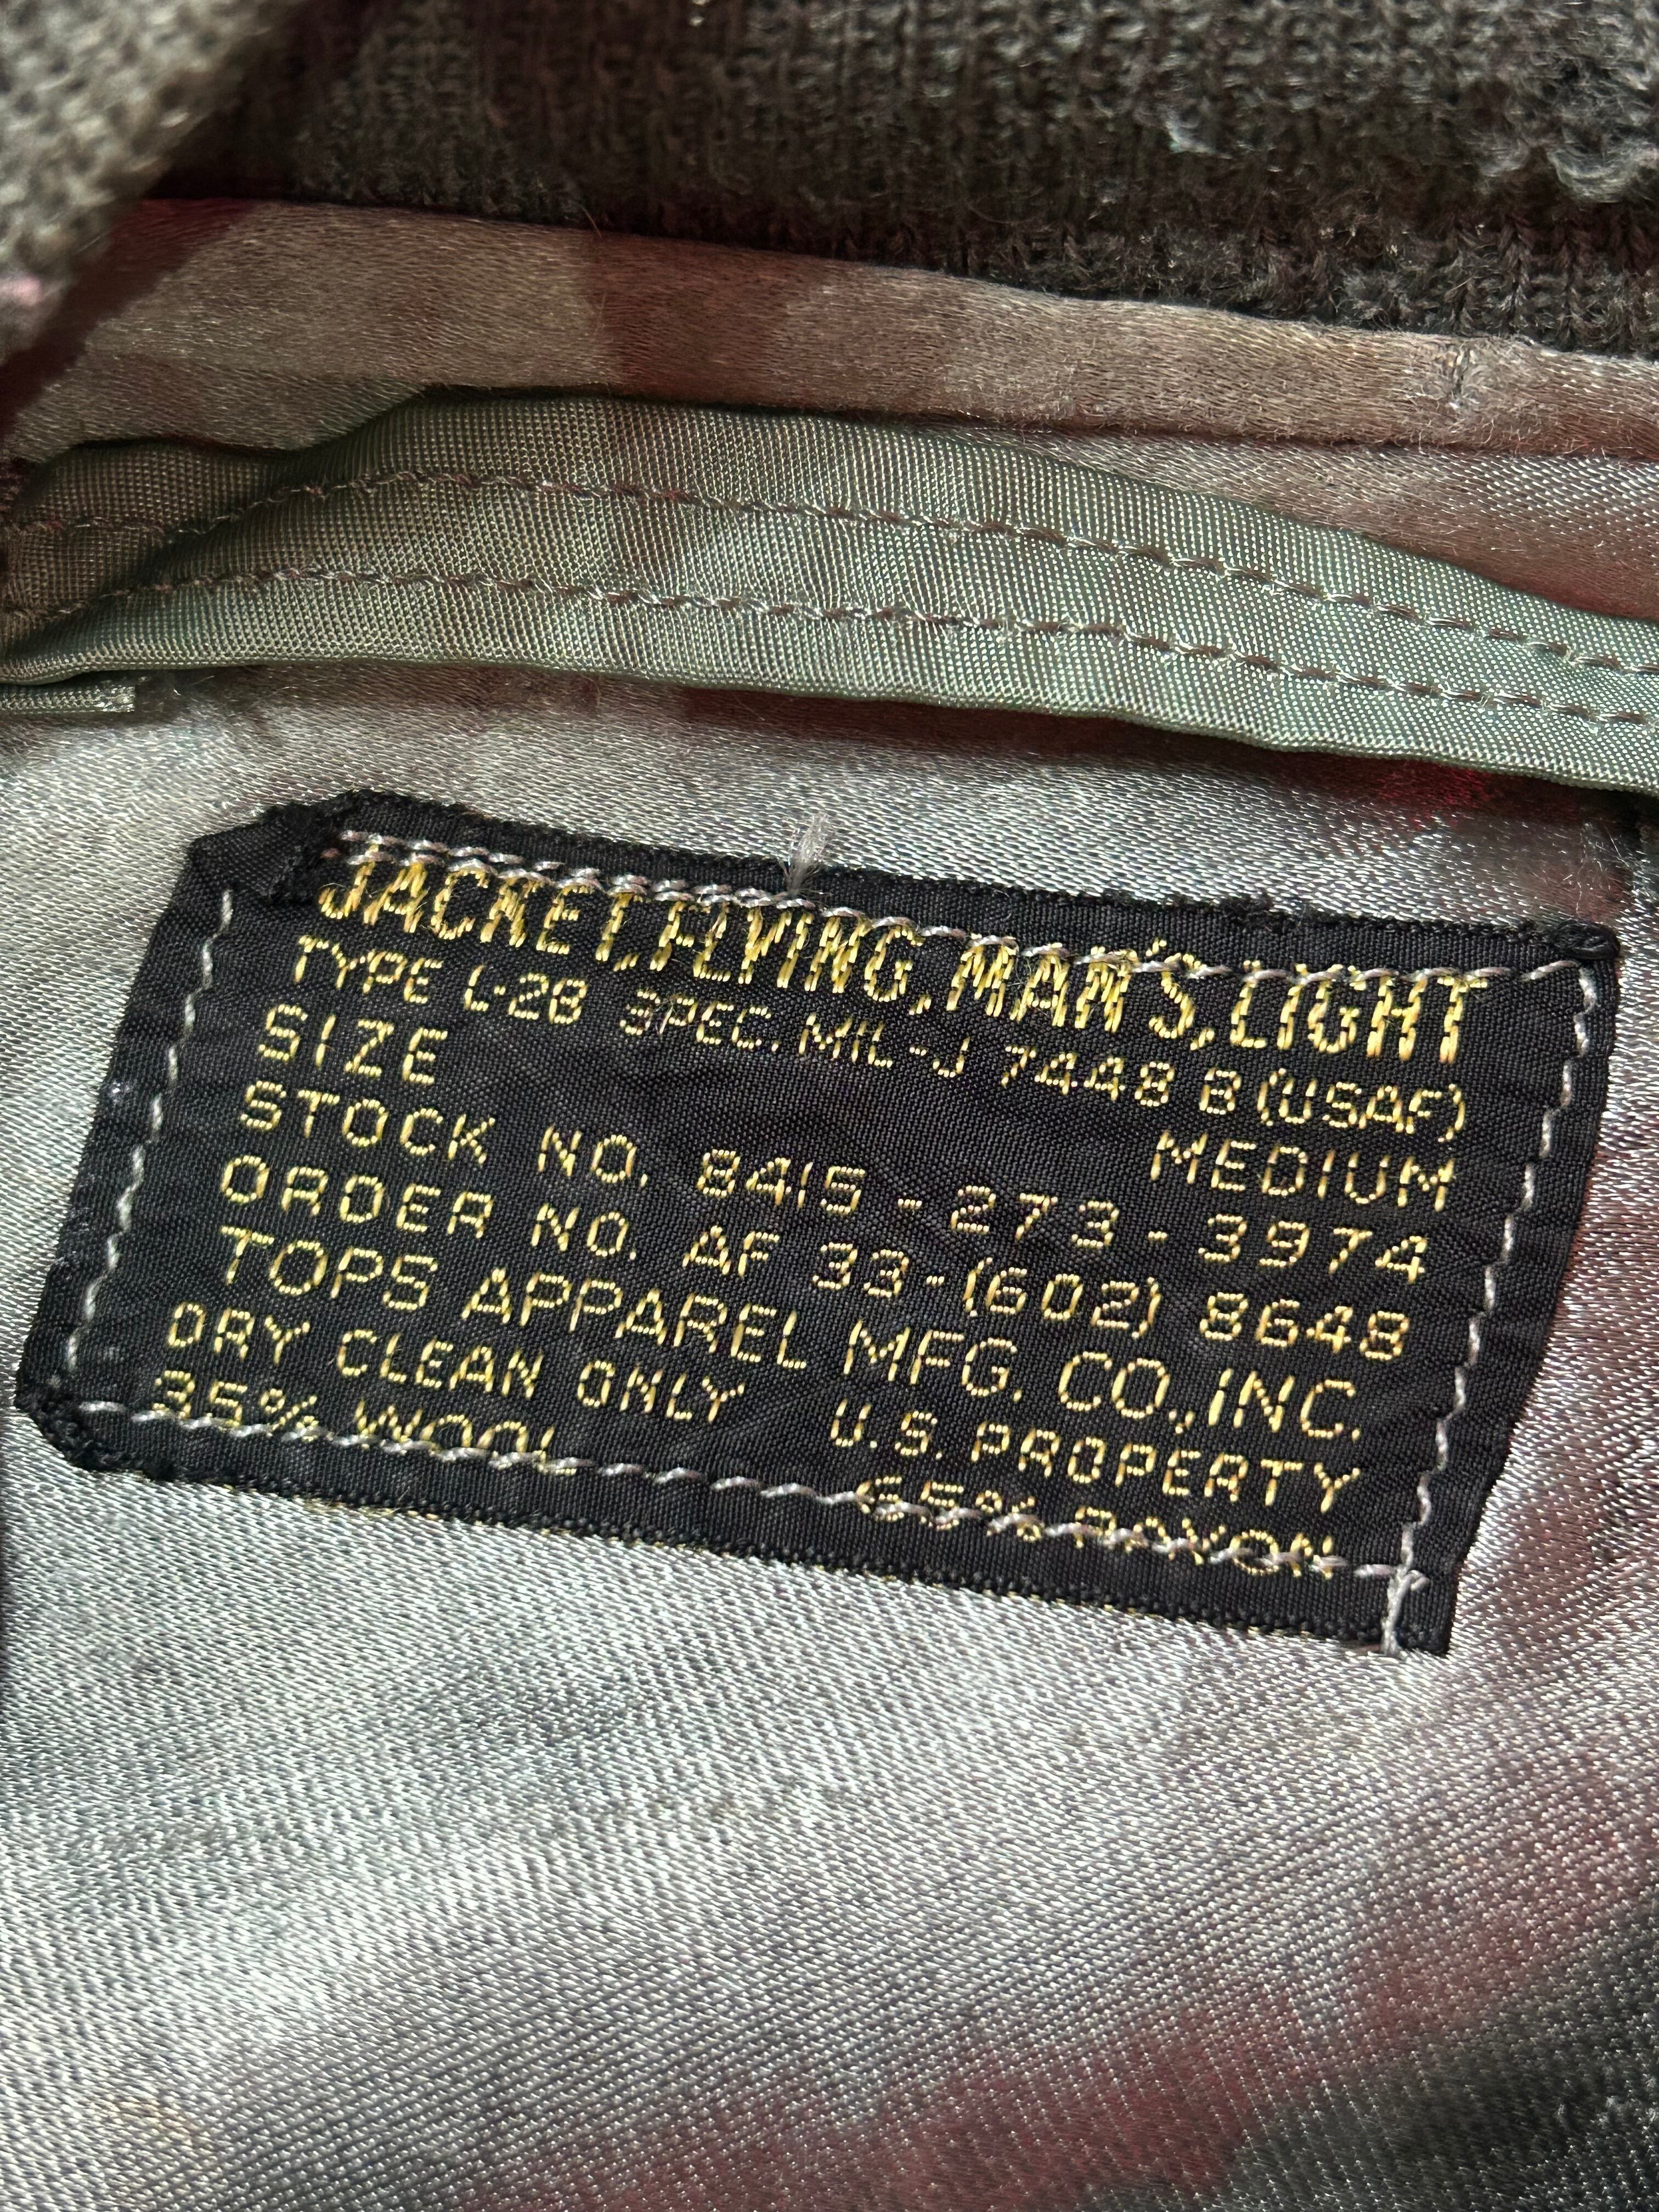 JACKET, FLYING, MAN'S, LIGHT
TYPE L-2B SPEC. MIL-J 7448 B (USAF)
SIZE MEDIUM
STOCK NO. 8415-273-3974
ORDER NO. AF 33-(602) 8648
TOPS APPAREL MFG. CO., INC.
DRY CLEAN ONLY U.S. PROPERTY
35% WOOL 65% RAYON